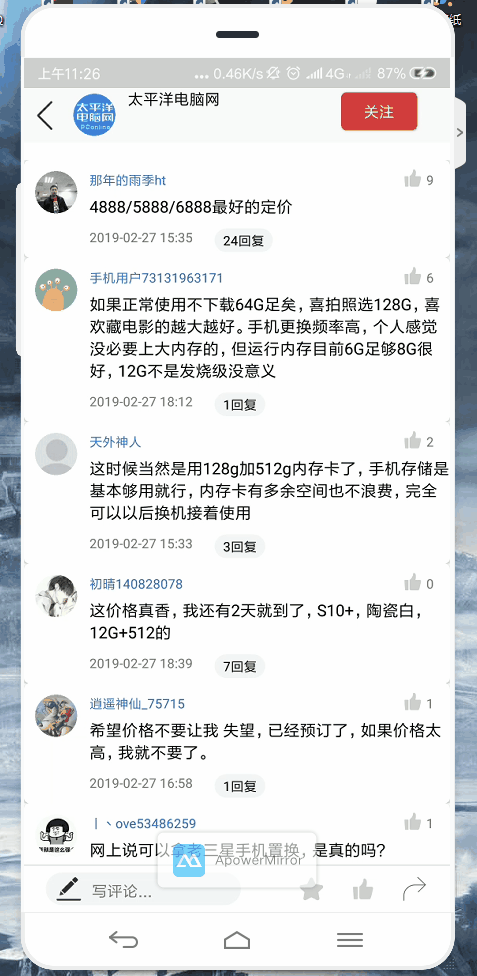 纸
上午11:26 ... 0.46K/s 4G 87%
太平洋
电脑网
PConline
太平洋电脑网
关注
那年的雨季ht 9
4888/5888/6888最好的定价
2019-02-27 15:35 24回复
手机用户73131963171 6
如果正常使用不下载64G足矣，喜拍照选128G，喜
欢藏电影的越大越好。手机更换频率高，个人感觉
没必要上大内存的，但运行内存目前6G足够8G很
好，12G不是发烧级没意义
2019-02-27 18:12 1回复
天外神人 2
这时候当然是用128g加512g内存卡了，手机存储是
基本够用就行，内存卡有多余空间也不浪费，完全
可以以后换机接着使用
2019-02-27 15:33 3回复
初晴140828078 0
这价格真香，我还有2天就到了，S10+，陶瓷白，
12G+512的
2019-02-27 18:39 7回复
逍遥神仙_75715 1
希望价格不要让我 失望，已经预订了，如果价格太
高，我就不要了。
2019-02-27 16:58 1回复
丨丶ove53486259 1
网上说可以拿老三星手机置换，是真的吗？
ApowerMirror
写评论...